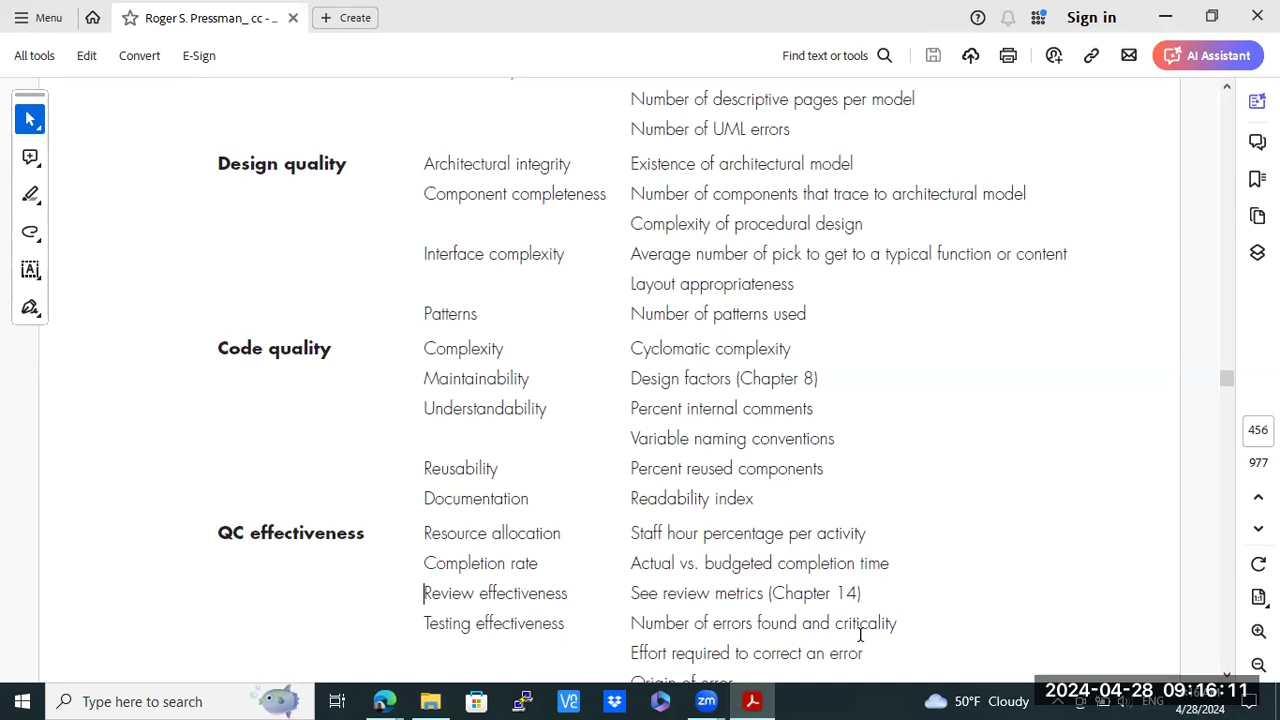 Menu
Roger S. Pressman_ cc - ...
Create
Sign in
All tools Edit Convert E-Sign
Find text or tools
AI Assistant
Number of descriptive pages per model
Number of UML errors
Design quality Architectural integrity Existence of architectural model
Component completeness Number of components that trace to architectural model
Complexity of procedural design
Interface complexity Average number of pick to get to a typical function or content
Layout appropriateness
Patterns Number of patterns used
Code quality Complexity Cyclomatic complexity
Maintainability Design factors (Chapter 8)
Understandability Percent internal comments
Variable naming conventions
Reusability Percent reused components
Documentation Readability index
QC effectiveness Resource allocation Staff hour percentage per activity
Completion rate Actual vs. budgeted completion time
Review effectiveness See review metrics (Chapter 14)
Testing effectiveness Number of errors found and criticality
Effort required to correct an error
Origin of error
456
977
Type here to search
zm
50°F Cloudy
ENG
2024-04-28 09:16:11
4/28/2024